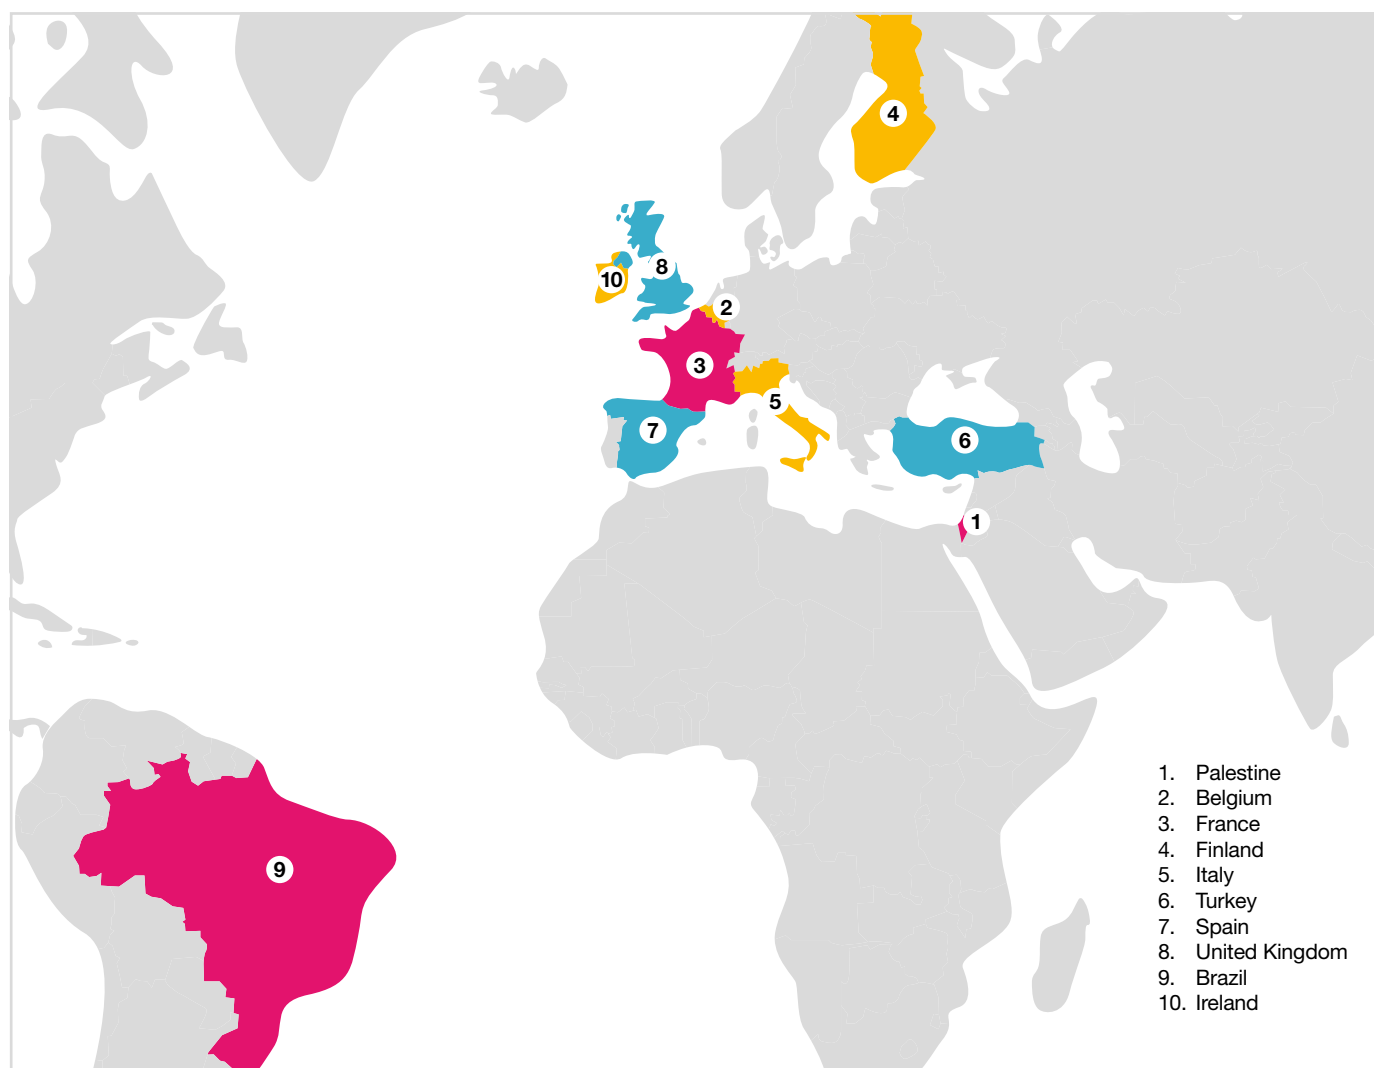 4
8
10
2
3
5
7
6
1
9
1. Palestine
2. Belgium
3. France
4. Finland
5. Italy
6. Turkey
7. Spain
8. United Kingdom
9. Brazil
10. Ireland